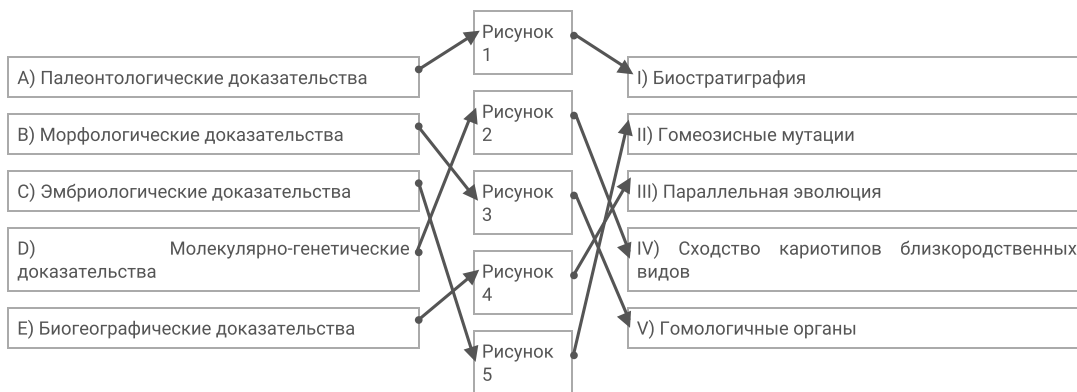 A) Палеонтологические доказательства
B) Морфологические доказательства
C) Эмбриологические доказательства
D) Молекулярно-генетические
доказательства
E) Биогеографические доказательства
Рисунок
1
Рисунок
2
Рисунок
3
Рисунок
4
Рисунок
5
I) Биостратиграфия
II) Гомеозисные мутации
III) Параллельная эволюция
IV) Сходство кариотипов близкородственных
видов
V) Гомологичные органы